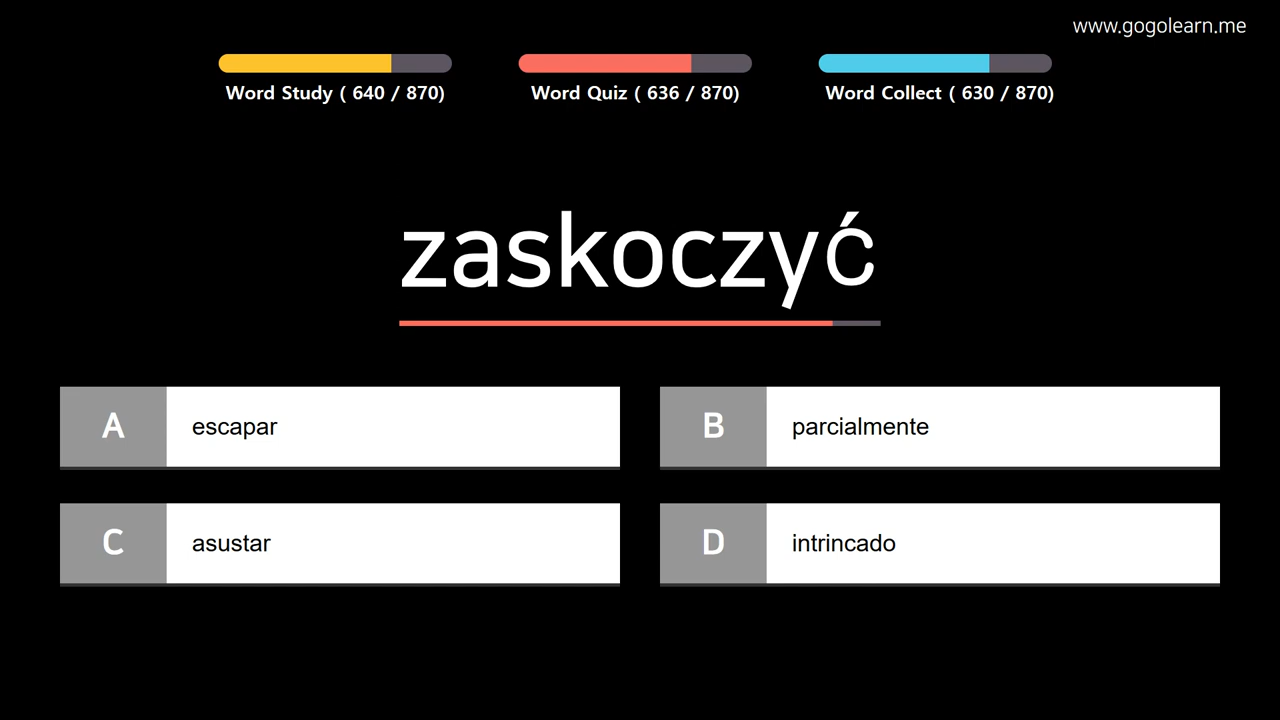 www.gogolearn.me
Word Study ( 640 / 870)
Word Quiz ( 636 / 870)
Word Collect ( 630 / 870)
zaskoczyć
A escapar
B parcialmente
C asustar
D intrincado